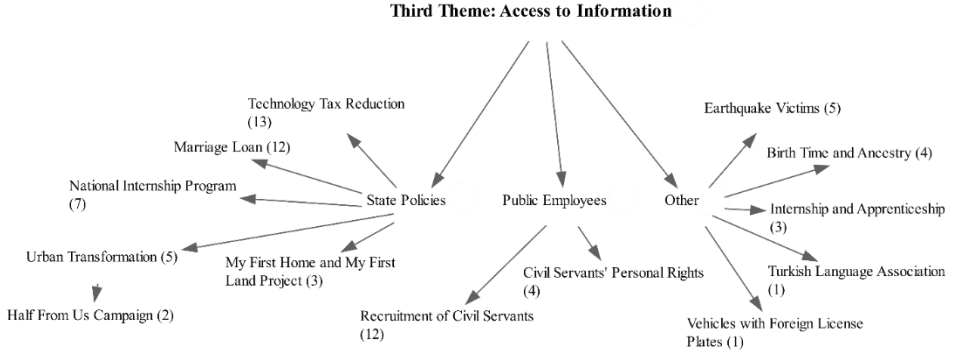 Third Theme: Access to Information
Technology Tax Reduction
(13)
Marriage Loan (12)
National Internship Program
(7)
Urban Transformation (5)
Half From Us Campaign (2)
My First Home and My First
Land Project (3)
State Policies
Public Employees
Recruitment of Civil Servants
(12)
Civil Servants' Personal Rights
(4)
Other
Earthquake Victims (5)
Birth Time and Ancestry (4)
Internship and Apprenticeship
(3)
Turkish Language Association
(1)
Vehicles with Foreign License
Plates (1)